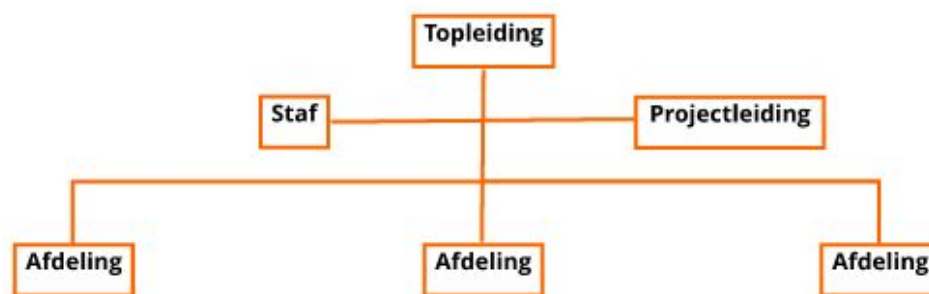 Topleiding
Staf
Projectleiding
Afdeling
Afdeling
Afdeling